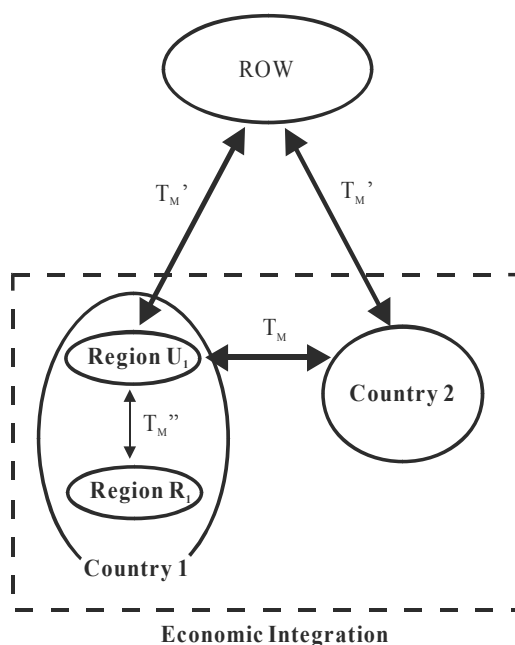 ROW
T_M'
T_M'
T_M
Region U_1
Country 2
T_M''
Region R_1
Country 1
Economic Integration